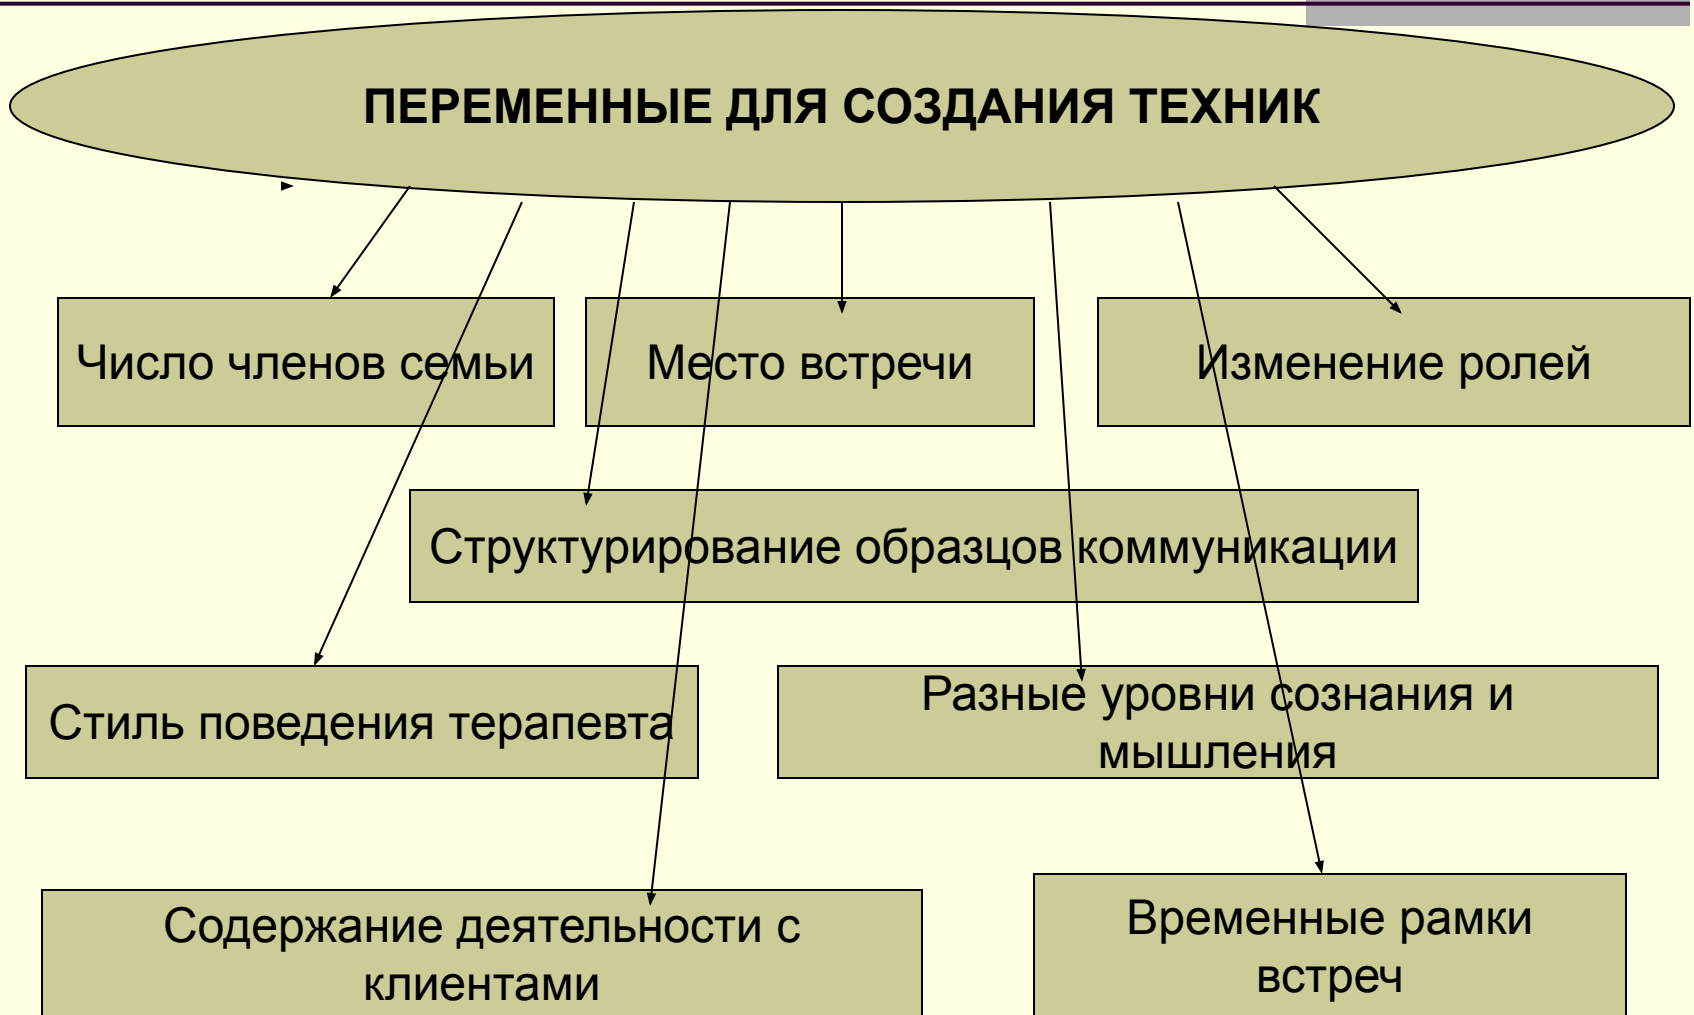 ПЕРЕМЕННЫЕ ДЛЯ СОЗДАНИЯ ТЕХНИК
Число членов семьи
Место встречи
Изменение ролей
Структурирование образцов коммуникации
Стиль поведения терапевта
Разные уровни сознания и
мышления
Содержание деятельности с
клиентами
Временные рамки
встреч